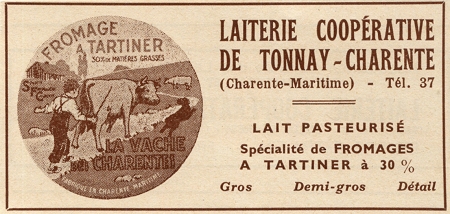 FROMAGE
A TARTINER
30% DE MATIÈRES GRASSES
LA VACHE
DES CHARENTES
FABRIQUÉ EN CHARENTE MARITIME
LAITERIE COOPÉRATIVE
DE TONNAY-CHARENTE
(Charente-Maritime) - Tél. 37
LAIT PASTEURISÉ
Spécialité de FROMAGES
A TARTINER à 30 %
Gros Demi-gros Détail